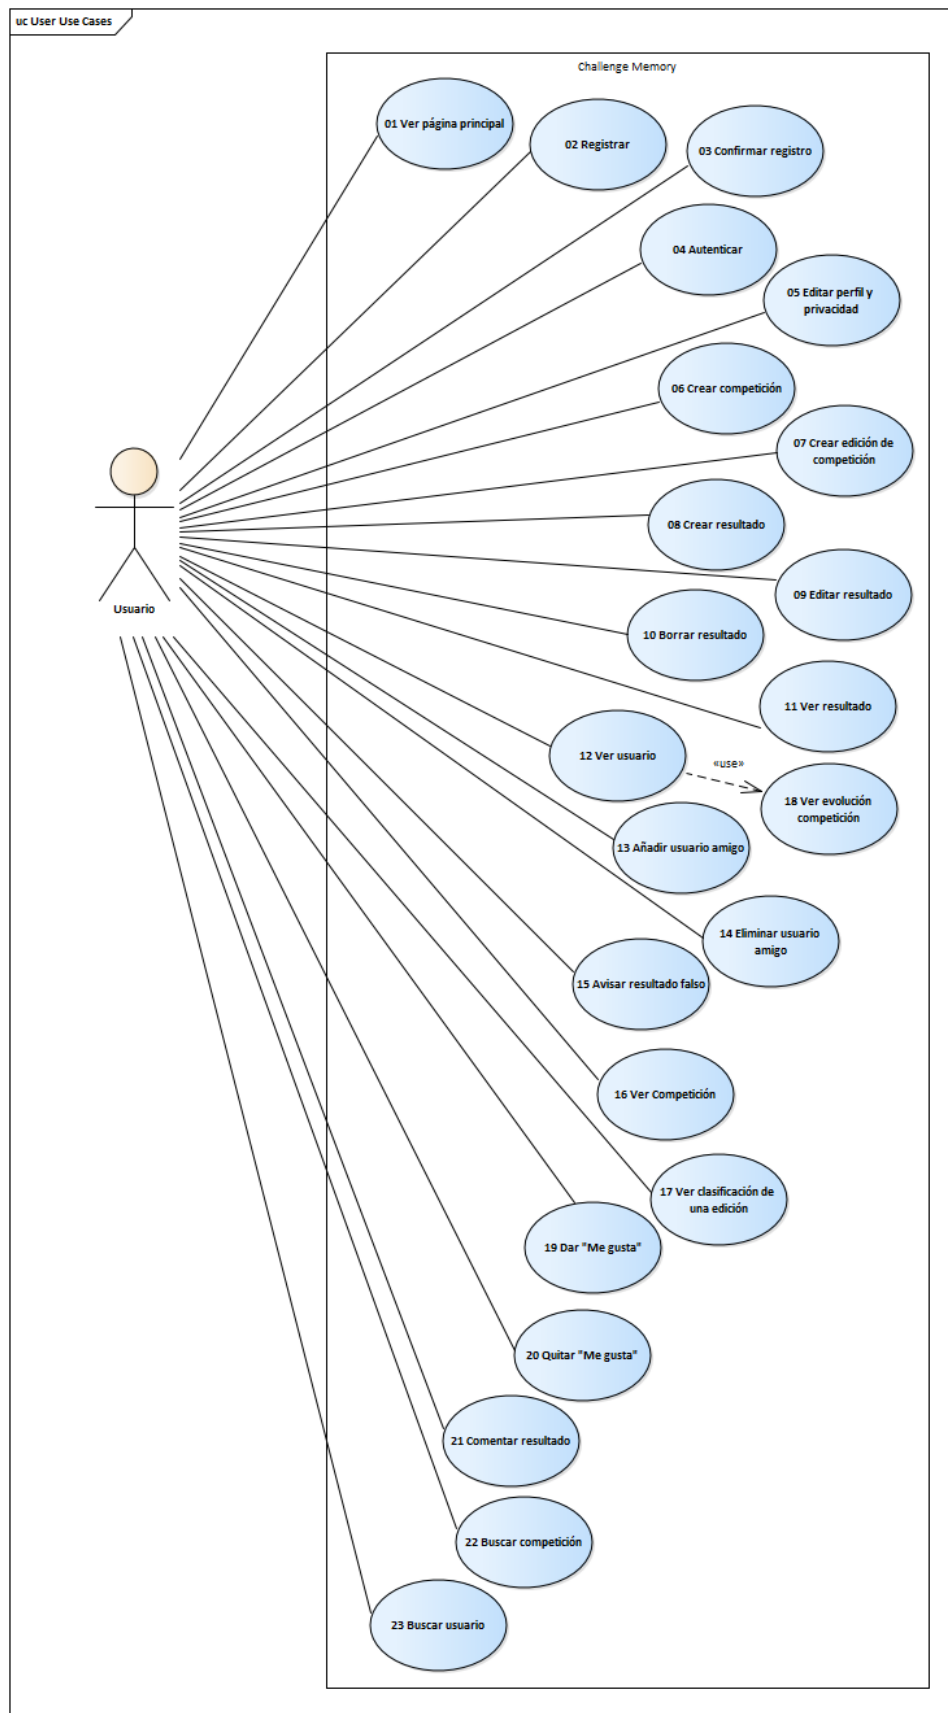 uc User Use Cases
Challenge Memory
01 Ver página principal
02 Registrar
03 Confirmar registro
04 Autenticar
05 Editar perfil y
privacidad
06 Crear competición
07 Crear edición de
competición
08 Crear resultado
09 Editar resultado
Usuario
10 Borrar resultado
11 Ver resultado
12 Ver usuario
«use»
18 Ver evolución
competición
13 Añadir usuario amigo
14 Eliminar usuario
amigo
15 Avisar resultado falso
16 Ver Competición
17 Ver clasificación de
una edición
19 Dar "Me gusta"
20 Quitar "Me gusta"
21 Comentar resultado
22 Buscar competición
23 Buscar usuario